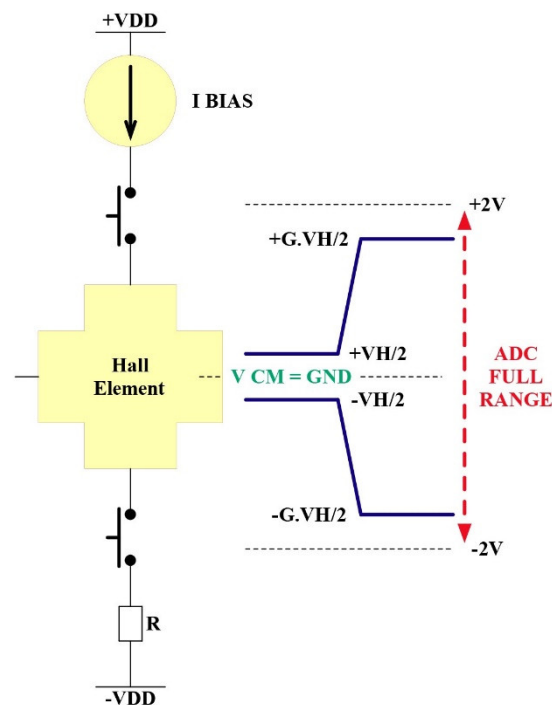 +VDD
I BIAS
+2V
+G.VH/2
+VH/2
Hall
Element
V CM = GND
-VH/2
ADC
FULL
RANGE
-G.VH/2
-2V
R
-VDD